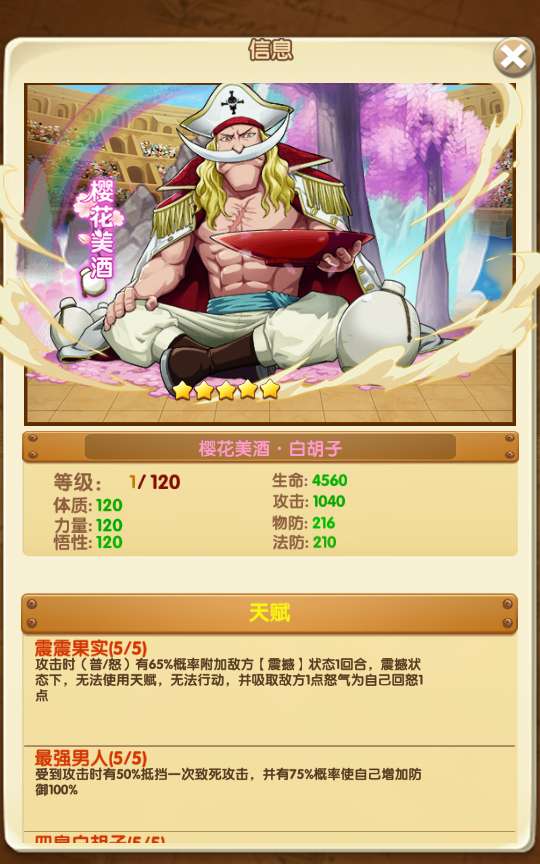 信息
樱花美酒
樱花美酒·白胡子
等级: 1/120
体质: 120
力量: 120
悟性: 120
生命: 4560
攻击: 1040
物防: 216
法防: 210
天赋
震震果实(5/5)
攻击时（普/怒）有65%概率附加敌方【震撼】状态1回合，震撼状
态下，无法使用天赋，无法行动，并吸取敌方1点怒气为自己回怒1
点
最强男人(5/5)
受到攻击时有50%抵挡一次致死攻击，并有75%概率使自己增加防
御100%
四皇白胡子(5/5)